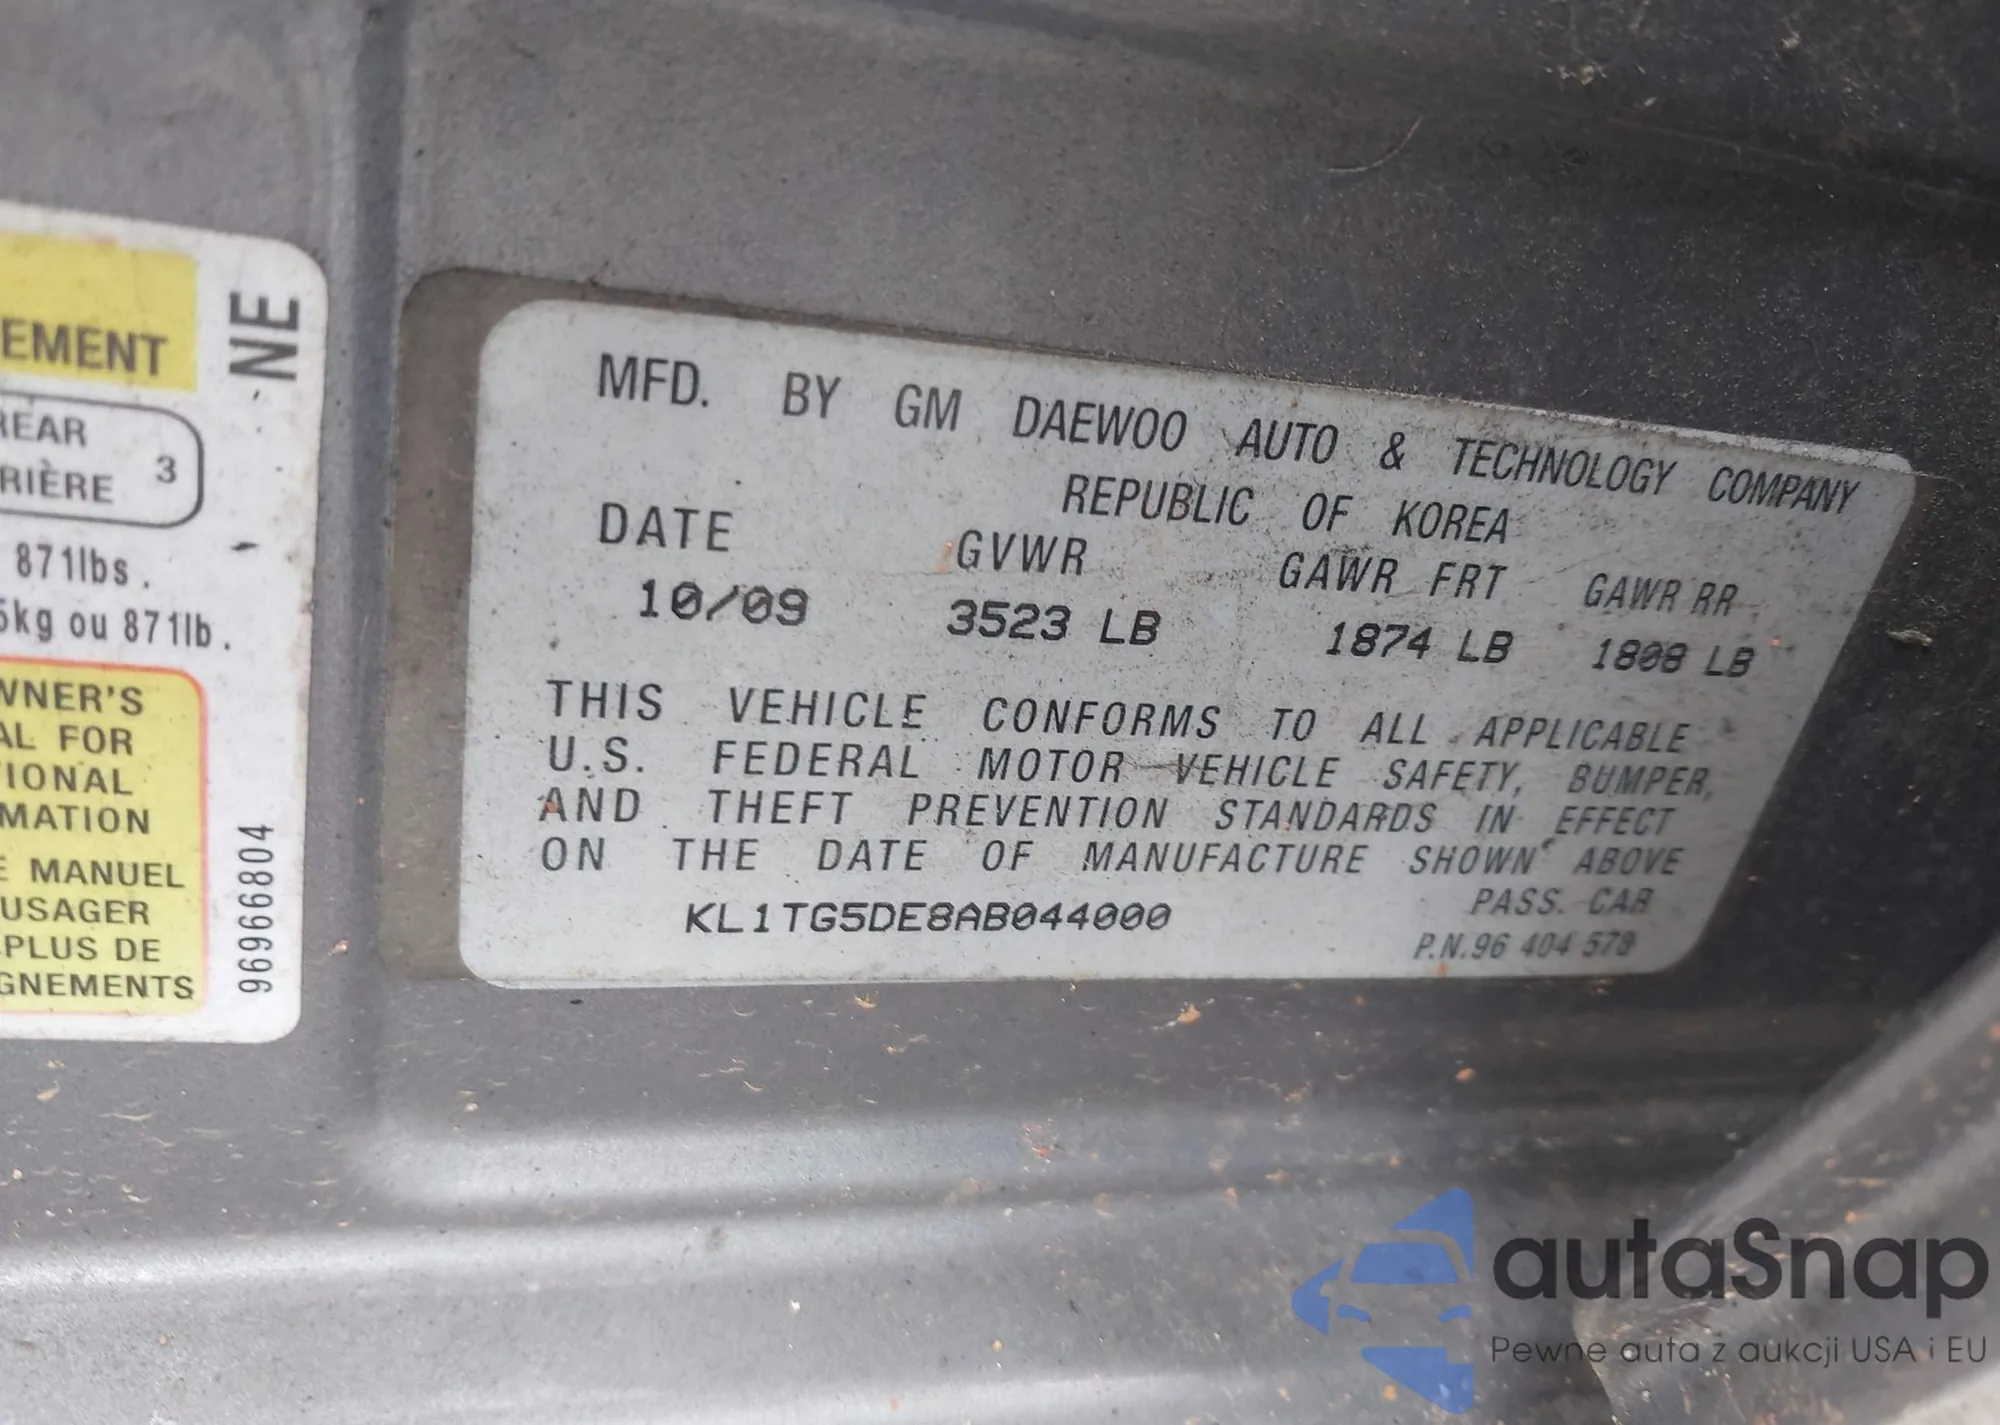 EMENT
NE
REAR
RIÈRE 3
871lbs.
5kg ou 871lb.
WNER'S
AL FOR
TIONAL
MATION
E MANUEL
USAGER
PLUS DE
GNEMENTS
96966804
MFD. BY GM DAEWOO AUTO & TECHNOLOGY COMPANY
REPUBLIC OF KOREA
DATE GVWR GAWR FRT GAWR RR
10/09 3523 LB 1874 LB 1808 LB
THIS VEHICLE CONFORMS TO ALL APPLICABLE
U.S. FEDERAL MOTOR VEHICLE SAFETY, BUMPER,
AND THEFT PREVENTION STANDARDS IN EFFECT
ON THE DATE OF MANUFACTURE SHOWN ABOVE
KL1TG5DE8AB044000 PASS. CAR
P.N.96 404 578
autaSnap
Pewne auta z aukcji USA i EU